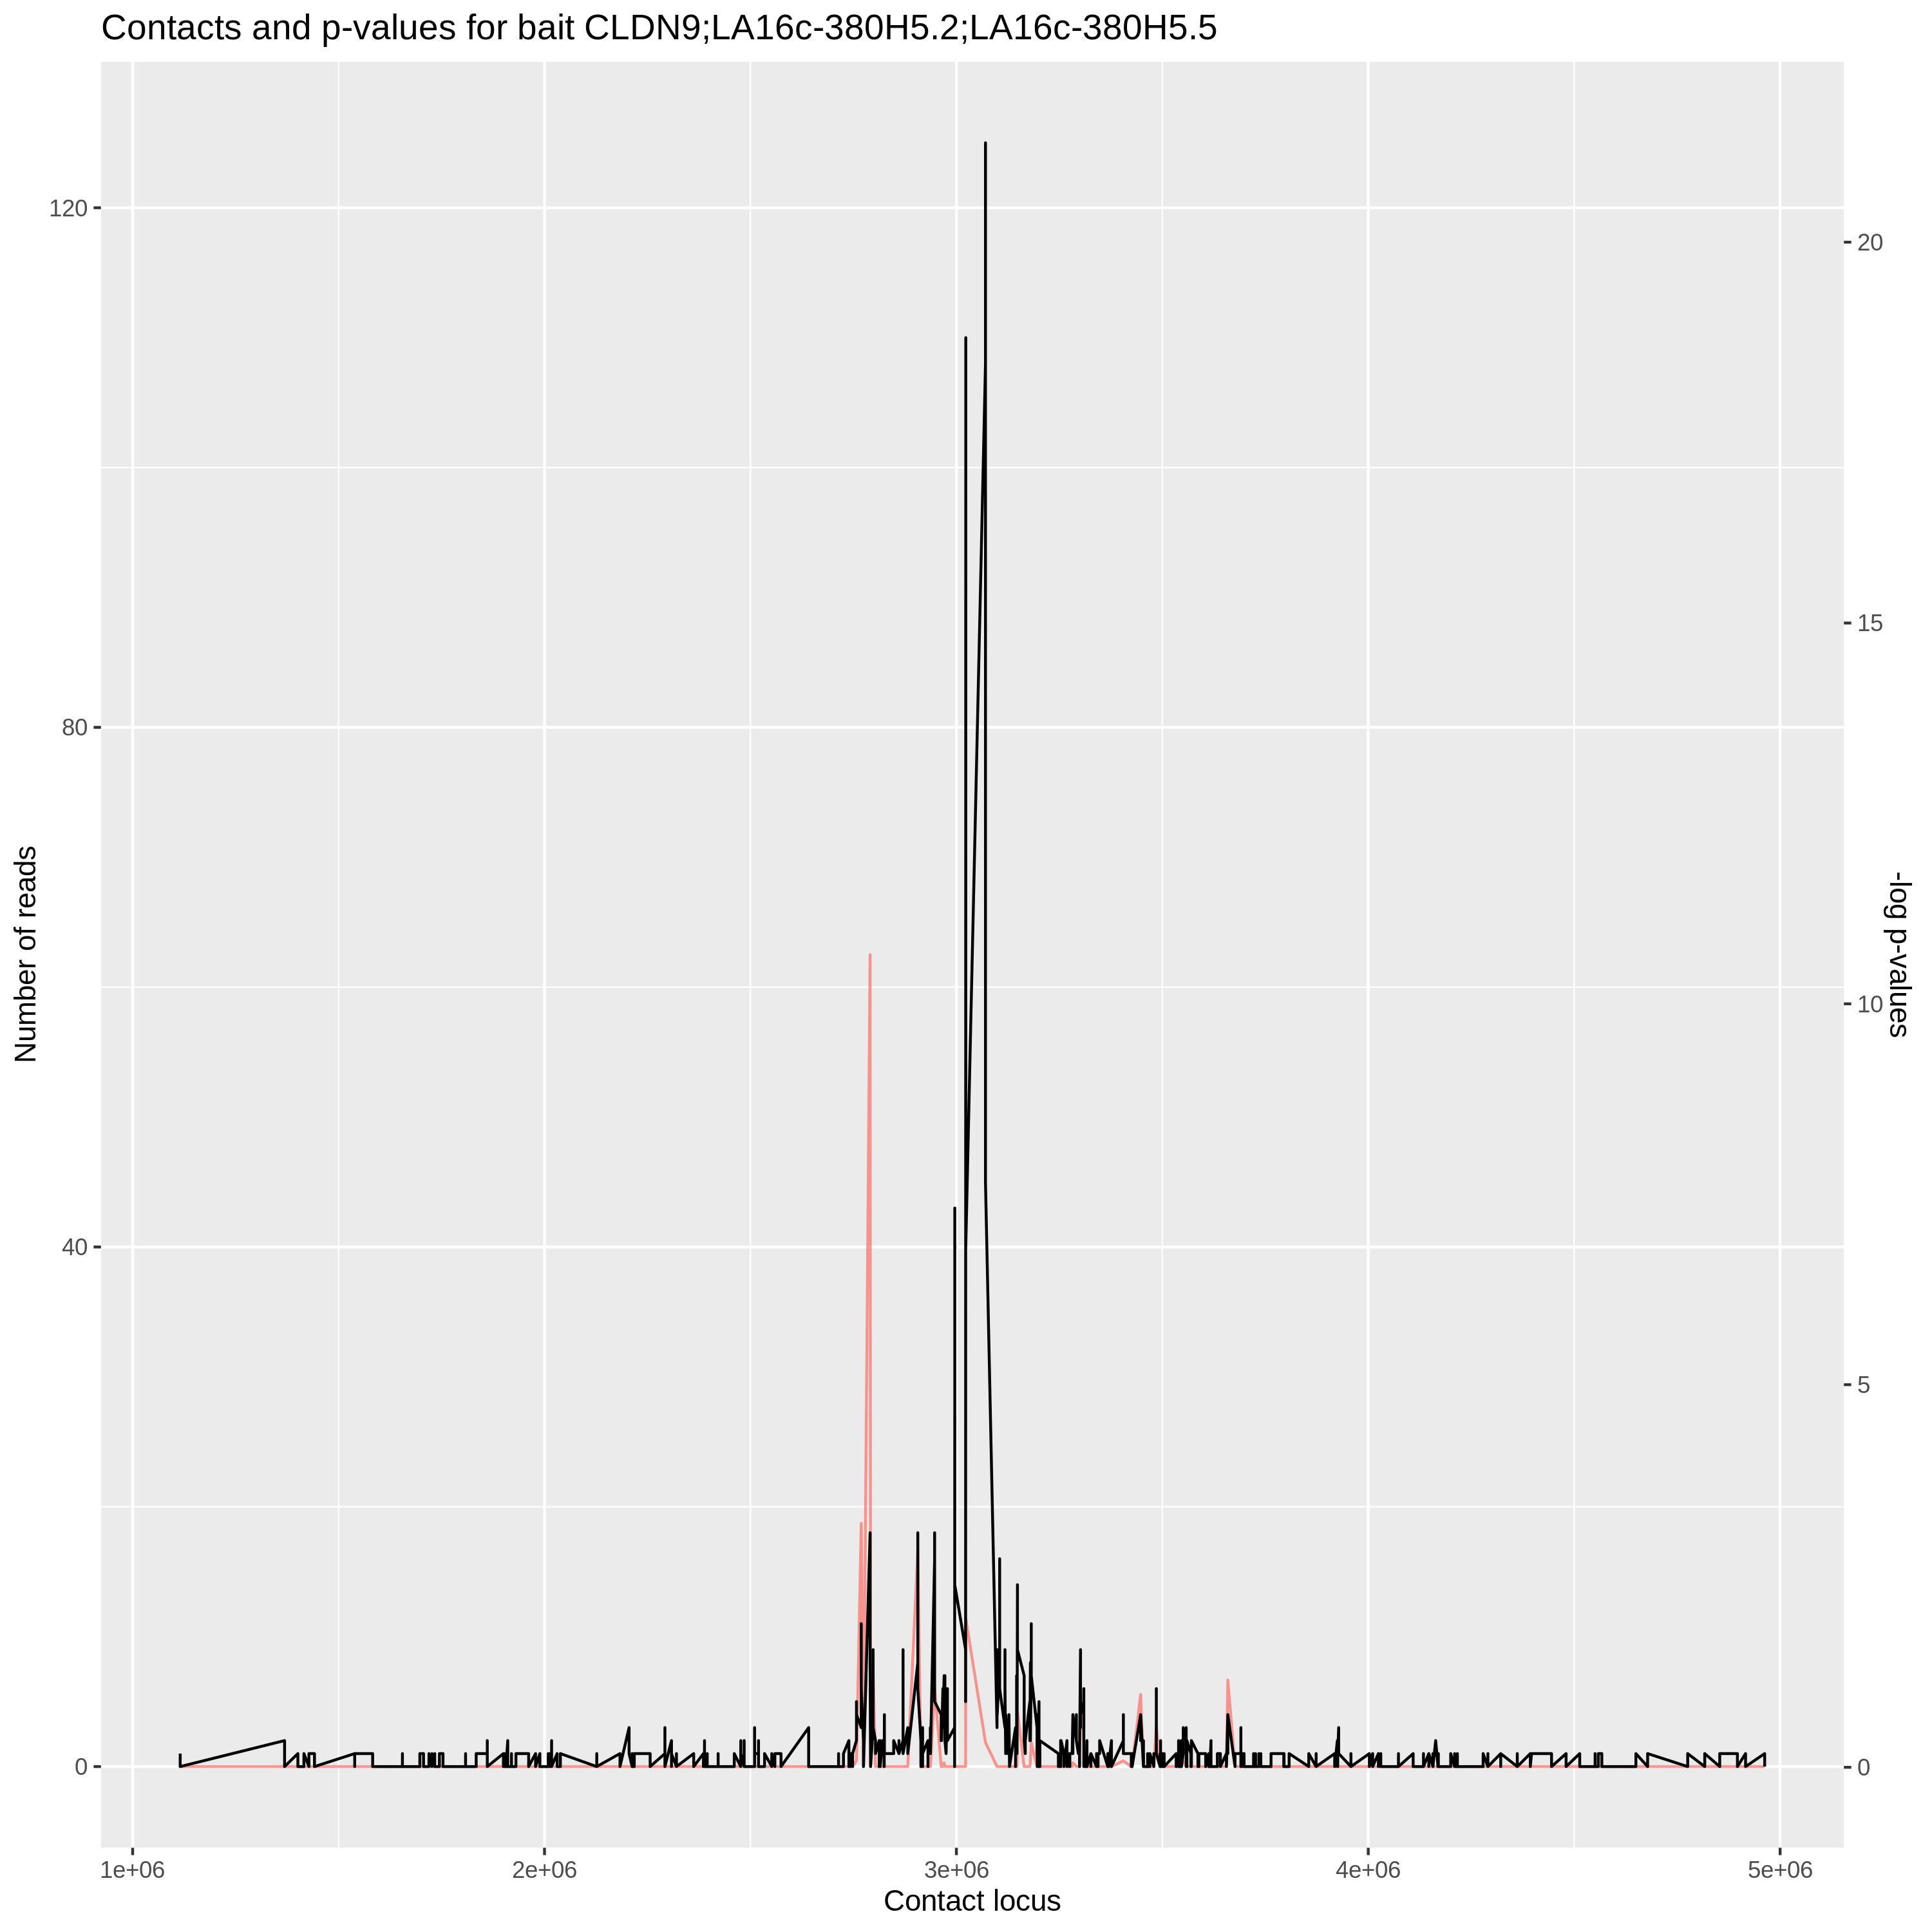 Contacts and p-values for bait CLDN9;LA16c-380H5.2;LA16c-380H5.5
120
80
40
0
Number of reads
20
15
10
5
0
-log p-values
1e+06
2e+06
3e+06
4e+06
5e+06
Contact locus